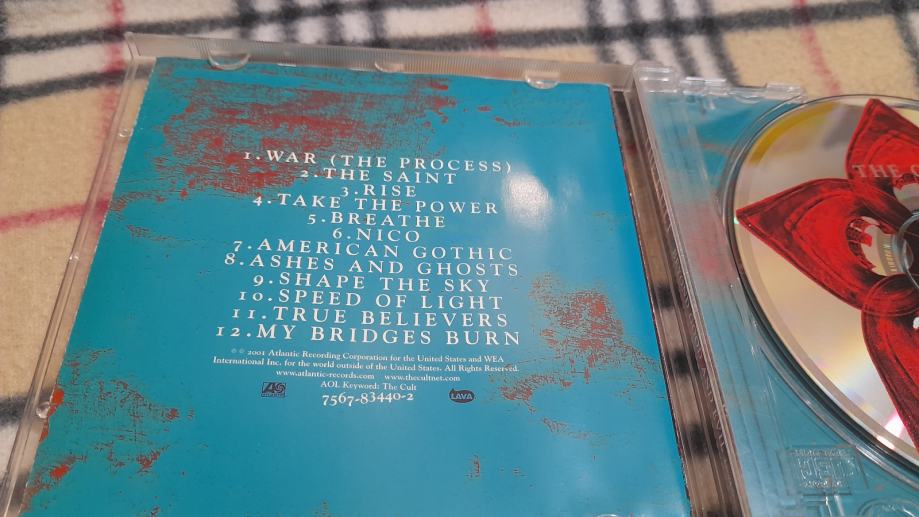 1.WAR (THE PROCESS)
2.THE SAINT
3.RISE
4.TAKE THE POWER
5.BREATHE
6.NICO
7.AMERICAN GOTHIC
8.ASHES AND GHOSTS
9.SHAPE THE SKY
10.SPEED OF LIGHT
11.TRUE BELIEVERS
12.MY BRIDGES BURN
℗ © 2001 Atlantic Recording Corporation for the United States and WEA
International Inc. for the world outside of the United States. All Rights Reserved.
www.atlantic-records.com www.thecultnet.com
AOL Keyword: The Cult
ATLANTIC
7567-83440-2
LAVA
THE C